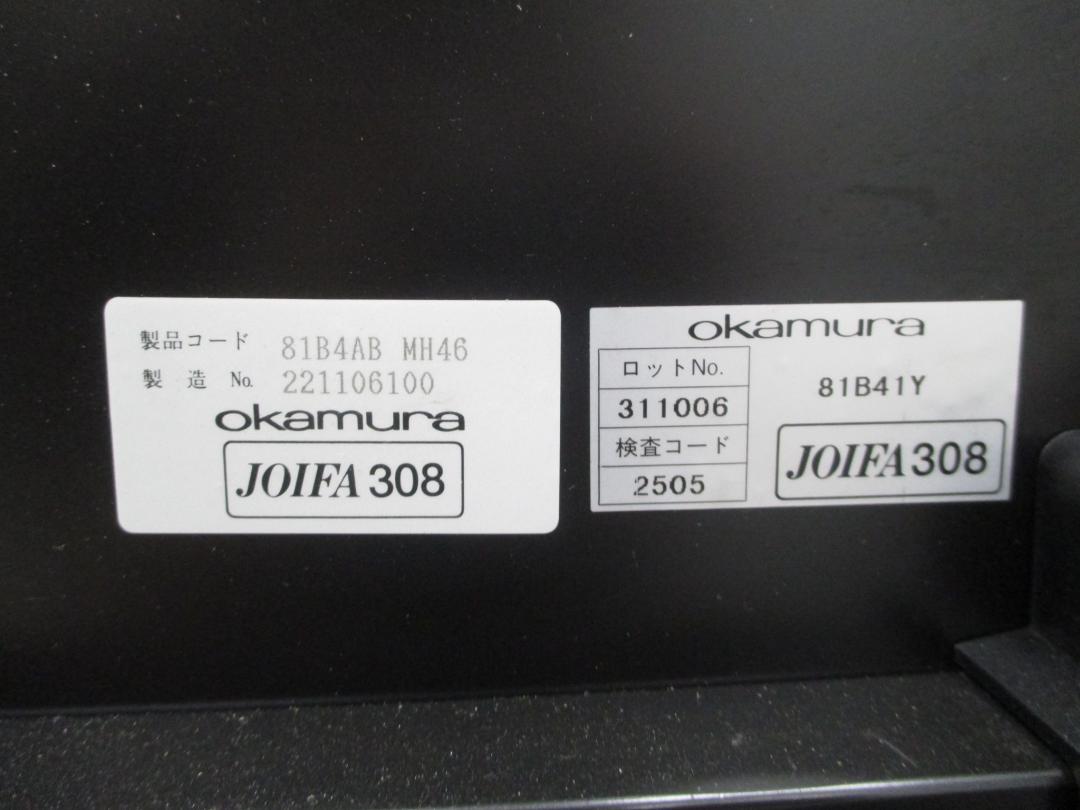 製品コード 81B4AB MH46
製造 No. 221106100
okamura
JOIFA 308
okamura
ロットNo.
311006
検査コード
2505
81B41Y
JOIFA 308